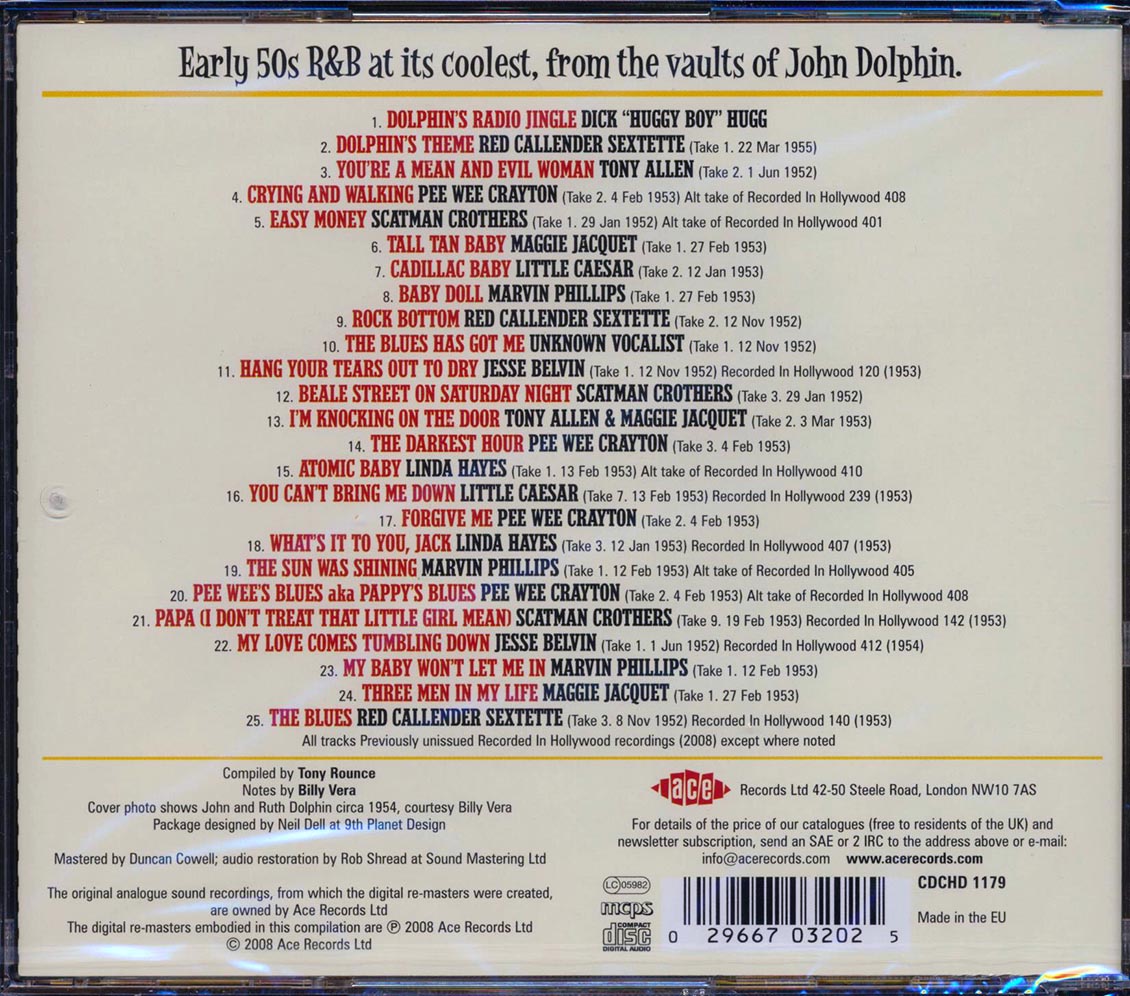 Early 50s R&B at its coolest, from the vaults of John Dolphin.
1. DOLPHIN'S RADIO JINGLE DICK "HUGGY BOY" HUGG
2. DOLPHIN'S THEME RED CALLENDER SEXTETTE (Take 1. 22 Mar 1955)
3. YOU'RE A MEAN AND EVIL WOMAN TONY ALLEN (Take 2. 1 Jun 1952)
4. CRYING AND WALKING PEE WEE CRAYTON (Take 2. 4 Feb 1953) Alt take of Recorded In Hollywood 408
5. EASY MONEY SCATMAN CROTHERS (Take 1. 29 Jan 1952) Alt take of Recorded In Hollywood 401
6. TALL TAN BABY MAGGIE JACQUET (Take 1. 27 Feb 1953)
7. CADILLAC BABY LITTLE CAESAR (Take 2. 12 Jan 1953)
8. BABY DOLL MARVIN PHILLIPS (Take 1. 27 Feb 1953)
9. ROCK BOTTOM RED CALLENDER SEXTETTE (Take 2. 12 Nov 1952)
10. THE BLUES HAS GOT ME UNKNOWN VOCALIST (Take 1. 12 Nov 1952)
11. HANG YOUR TEARS OUT TO DRY JESSE BELVIN (Take 1. 12 Nov 1952) Recorded In Hollywood 120 (1953)
12. BEALE STREET ON SATURDAY NIGHT SCATMAN CROTHERS (Take 3. 29 Jan 1952)
13. I'M KNOCKING ON THE DOOR TONY ALLEN & MAGGIE JACQUET (Take 2. 3 Mar 1953)
14. THE DARKEST HOUR PEE WEE CRAYTON (Take 3. 4 Feb 1953)
15. ATOMIC BABY LINDA HAYES (Take 1. 13 Feb 1953) Alt take of Recorded In Hollywood 410
16. YOU CAN'T BRING ME DOWN LITTLE CAESAR (Take 7. 13 Feb 1953) Recorded In Hollywood 239 (1953)
17. FORGIVE ME PEE WEE CRAYTON (Take 2. 4 Feb 1953)
18. WHAT'S IT TO YOU, JACK LINDA HAYES (Take 3. 12 Jan 1953) Recorded In Hollywood 407 (1953)
19. THE SUN WAS SHINING MARVIN PHILLIPS (Take 1. 12 Feb 1953) Alt take of Recorded In Hollywood 405
20. PEE WEE'S BLUES aka PAPPY'S BLUES PEE WEE CRAYTON (Take 2. 4 Feb 1953) Alt take of Recorded In Hollywood 408
21. PAPA (I DON'T TREAT THAT LITTLE GIRL MEAN) SCATMAN CROTHERS (Take 9. 19 Feb 1953) Recorded In Hollywood 142 (1953)
22. MY LOVE COMES TUMBLING DOWN JESSE BELVIN (Take 1. 1 Jun 1952) Recorded In Hollywood 412 (1954)
23. MY BABY WON'T LET ME IN MARVIN PHILLIPS (Take 1. 12 Feb 1953)
24. THREE MEN IN MY LIFE MAGGIE JACQUET (Take 1. 27 Feb 1953)
25. THE BLUES RED CALLENDER SEXTETTE (Take 3. 8 Nov 1952) Recorded In Hollywood 140 (1953)
All tracks Previously unissued Recorded In Hollywood recordings (2008) except where noted
Compiled by Tony Rounce
Notes by Billy Vera
Cover photo shows John and Ruth Dolphin circa 1954, courtesy Billy Vera
Package designed by Neil Dell at 9th Planet Design
Mastered by Duncan Cowell; audio restoration by Rob Shread at Sound Mastering Ltd
The original analogue sound recordings, from which the digital re-masters were created,
are owned by Ace Records Ltd
The digital re-masters embodied in this compilation are ℗ 2008 Ace Records Ltd
© 2008 Ace Records Ltd
ace Records Ltd 42-50 Steele Road, London NW10 7AS
For details of the price of our catalogues (free to residents of the UK) and
newsletter subscription, send an SAE or 2 IRC to the address above or e-mail:
info@acerecords.com www.acerecords.com
LC 05982
mcps
COMPACT
disc
DIGITAL AUDIO
0 29667 03202 5
CDCHD 1179
Made in the EU